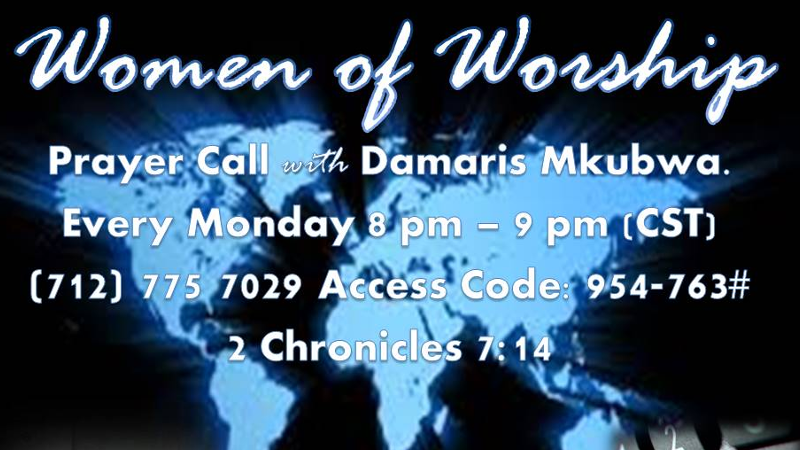 Women of Worship
Prayer Call with Damaris Mkubwa.
Every Monday 8 pm – 9 pm (CST)
(712) 775 7029 Access Code: 954-763#
2 Chronicles 7:14